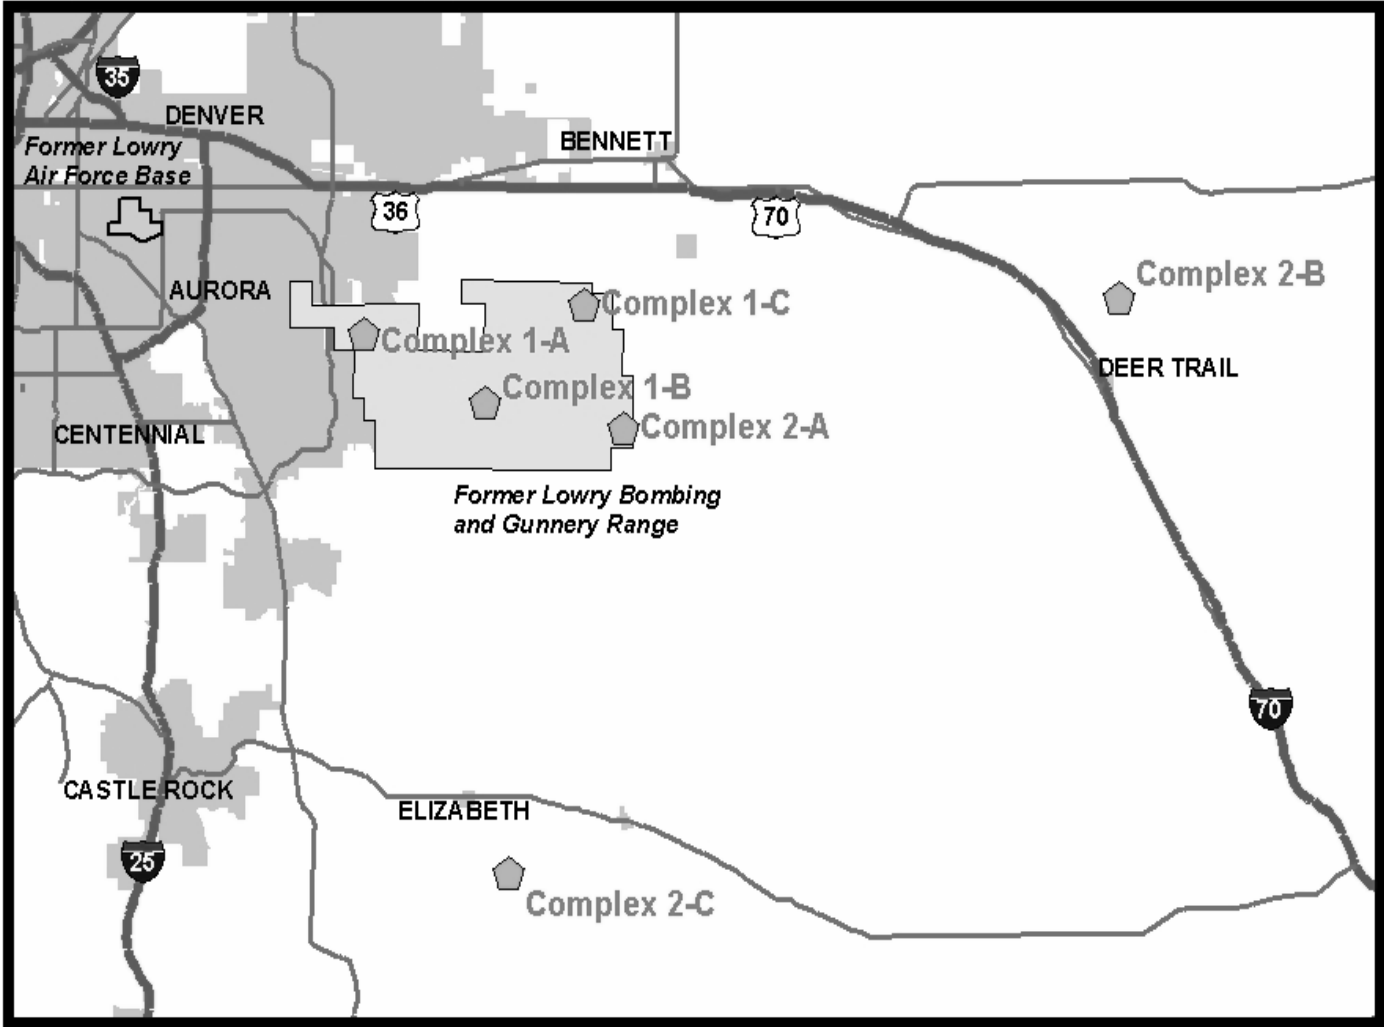 35
DENVER
Former Lowry
Air Force Base
BENNETT
36
70
AURORA
Complex 2-B
Complex 1-C
Complex 1-A
DEER TRAIL
Complex 1-B
Complex 2-A
CENTENNIAL
Former Lowry Bombing
and Gunnery Range
70
CASTLE ROCK
ELIZABETH
25
Complex 2-C